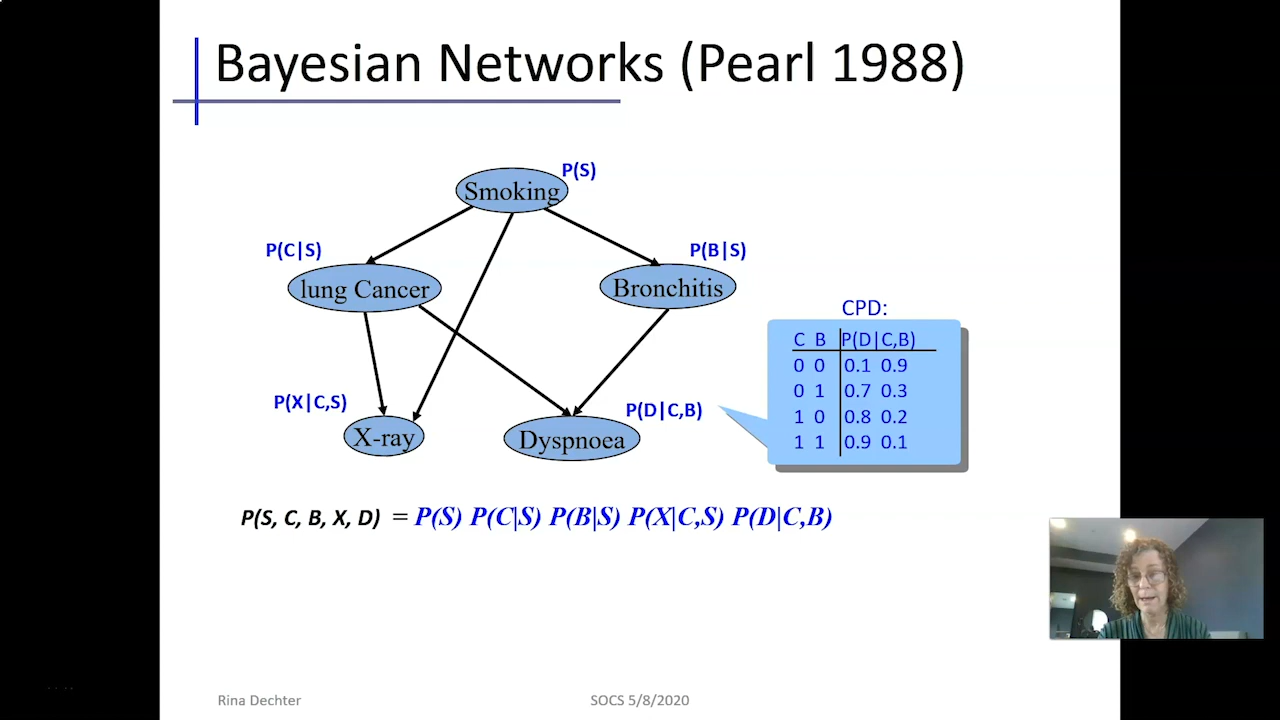 Bayesian Networks (Pearl 1988)
P(S)
Smoking
P(C|S)
P(B|S)
lung Cancer
Bronchitis
CPD:
C B P(D|C,B)
0 0 0.1 0.9
0 1 0.7 0.3
1 0 0.8 0.2
1 1 0.9 0.1
P(X|C,S)
P(D|C,B)
X-ray
Dyspnoea
P(S, C, B, X, D) = P(S) P(C|S) P(B|S) P(X|C,S) P(D|C,B)
Rina Dechter
SOCS 5/8/2020